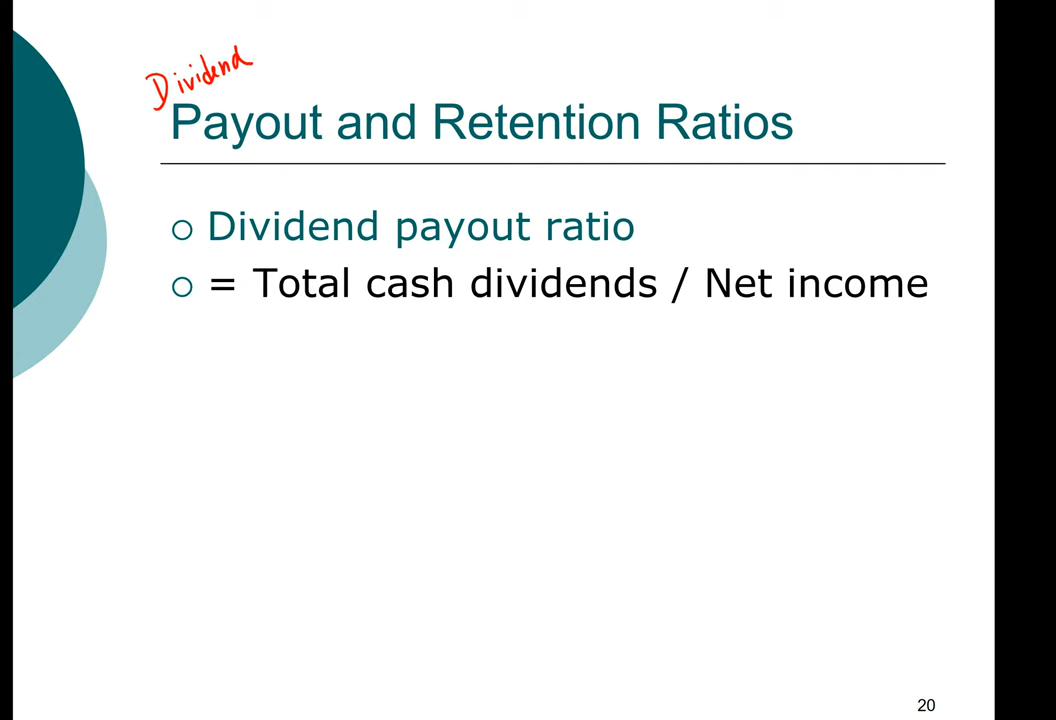 Dividend
Payout and Retention Ratios
Dividend payout ratio
= Total cash dividends / Net income
20